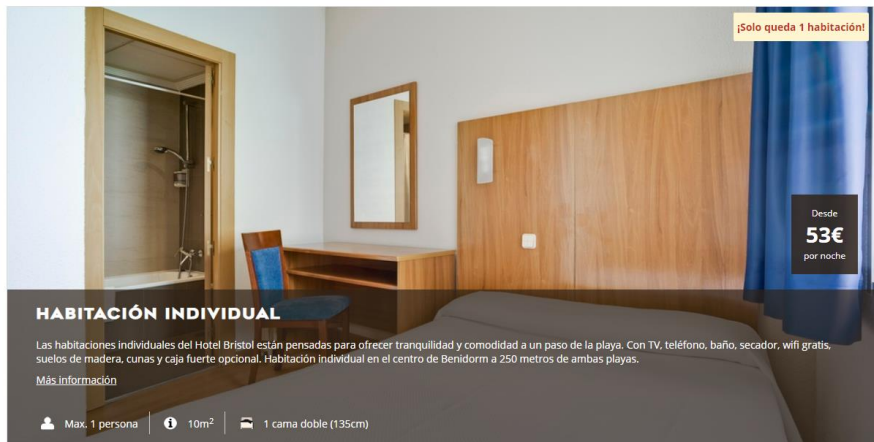 ¡Solo queda 1 habitación!
Desde
53€
por noche
HABITACIÓN INDIVIDUAL
Las habitaciones individuales del Hotel Bristol están pensadas para ofrecer tranquilidad y comodidad a un paso de la playa. Con TV, teléfono, baño, secador, wifi gratis,
suelos de madera, cunas y caja fuerte opcional. Habitación individual en el centro de Benidorm a 250 metros de ambas playas.
Más información
Max. 1 persona 10m² 1 cama doble (135cm)